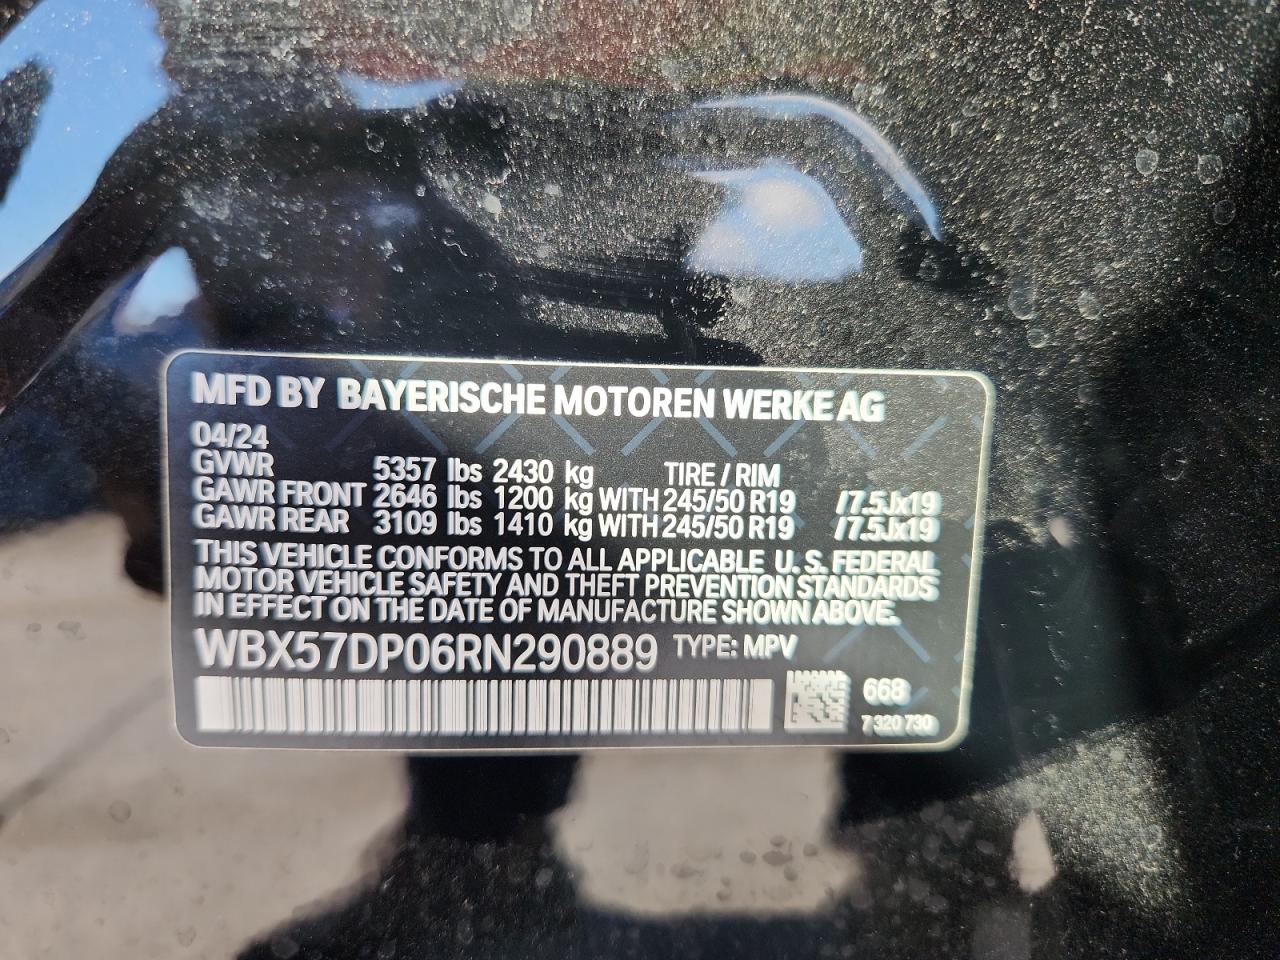 MFD BY BAYERISCHE MOTOREN WERKE AG
04/24
GVWR 5357 lbs 2430 kg TIRE / RIM
GAWR FRONT 2646 lbs 1200 kg WITH 245/50 R19 /7.5Jx19
GAWR REAR 3109 lbs 1410 kg WITH 245/50 R19 /7.5Jx19
THIS VEHICLE CONFORMS TO ALL APPLICABLE U. S. FEDERAL
MOTOR VEHICLE SAFETY AND THEFT PREVENTION STANDARDS
IN EFFECT ON THE DATE OF MANUFACTURE SHOWN ABOVE.
WBX57DP06RN290889 TYPE: MPV
668
7 320 730